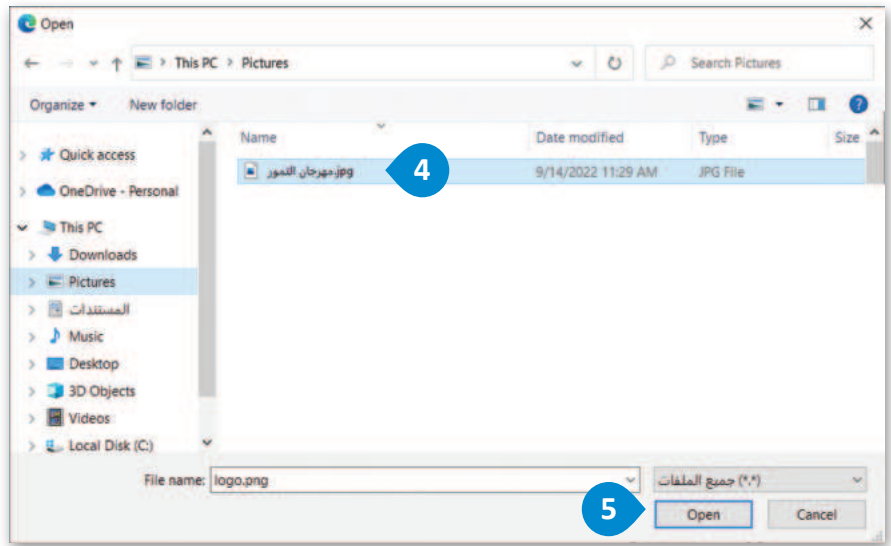 Open
This PC > Pictures
Search Pictures
Organize
New folder
Name
Date modified
Type
Size
Quick access
مهرجان التمور.jpg
4
9/14/2022 11:29 AM
JPG File
OneDrive - Personal
This PC
Downloads
Pictures
المستندات
Music
Desktop
3D Objects
Videos
Local Disk (C:)
File name:
logo.png
جميع الملفات (*.*)
5
Open
Cancel